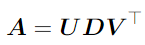 A = UDV⊤